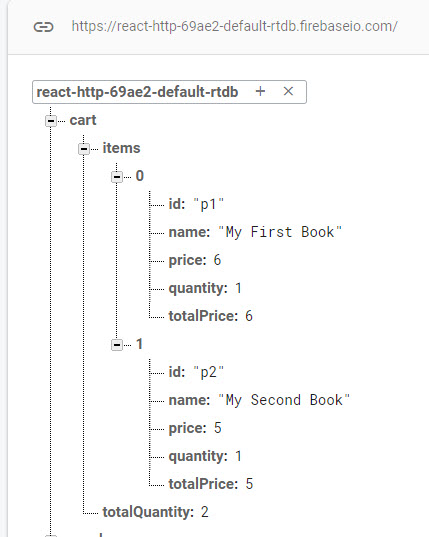 https://react-http-69ae2-default-rtdb.firebaseio.com/
react-http-69ae2-default-rtdb + ×
cart
items
0
id: "p1"
name: "My First Book"
price: 6
quantity: 1
totalPrice: 6
1
id: "p2"
name: "My Second Book"
price: 5
quantity: 1
totalPrice: 5
totalQuantity: 2